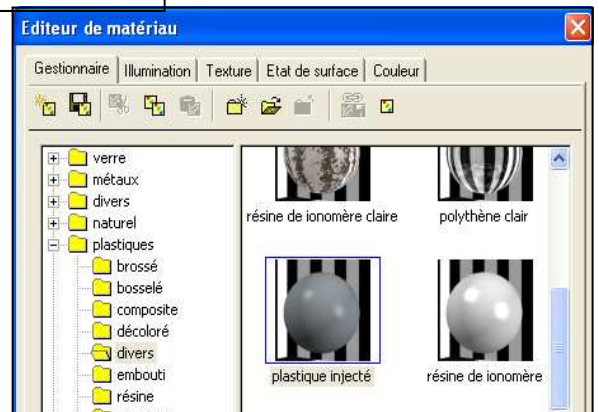 Editeur de matériau
Gestionnaire Illumination Texture Etat de surface Couleur
verre
métaux
divers
naturel
plastiques
brossé
bosselé
composite
décoloré
divers
embouti
résine
résine de ionomère claire polythène clair
plastique injecté résine de ionomère